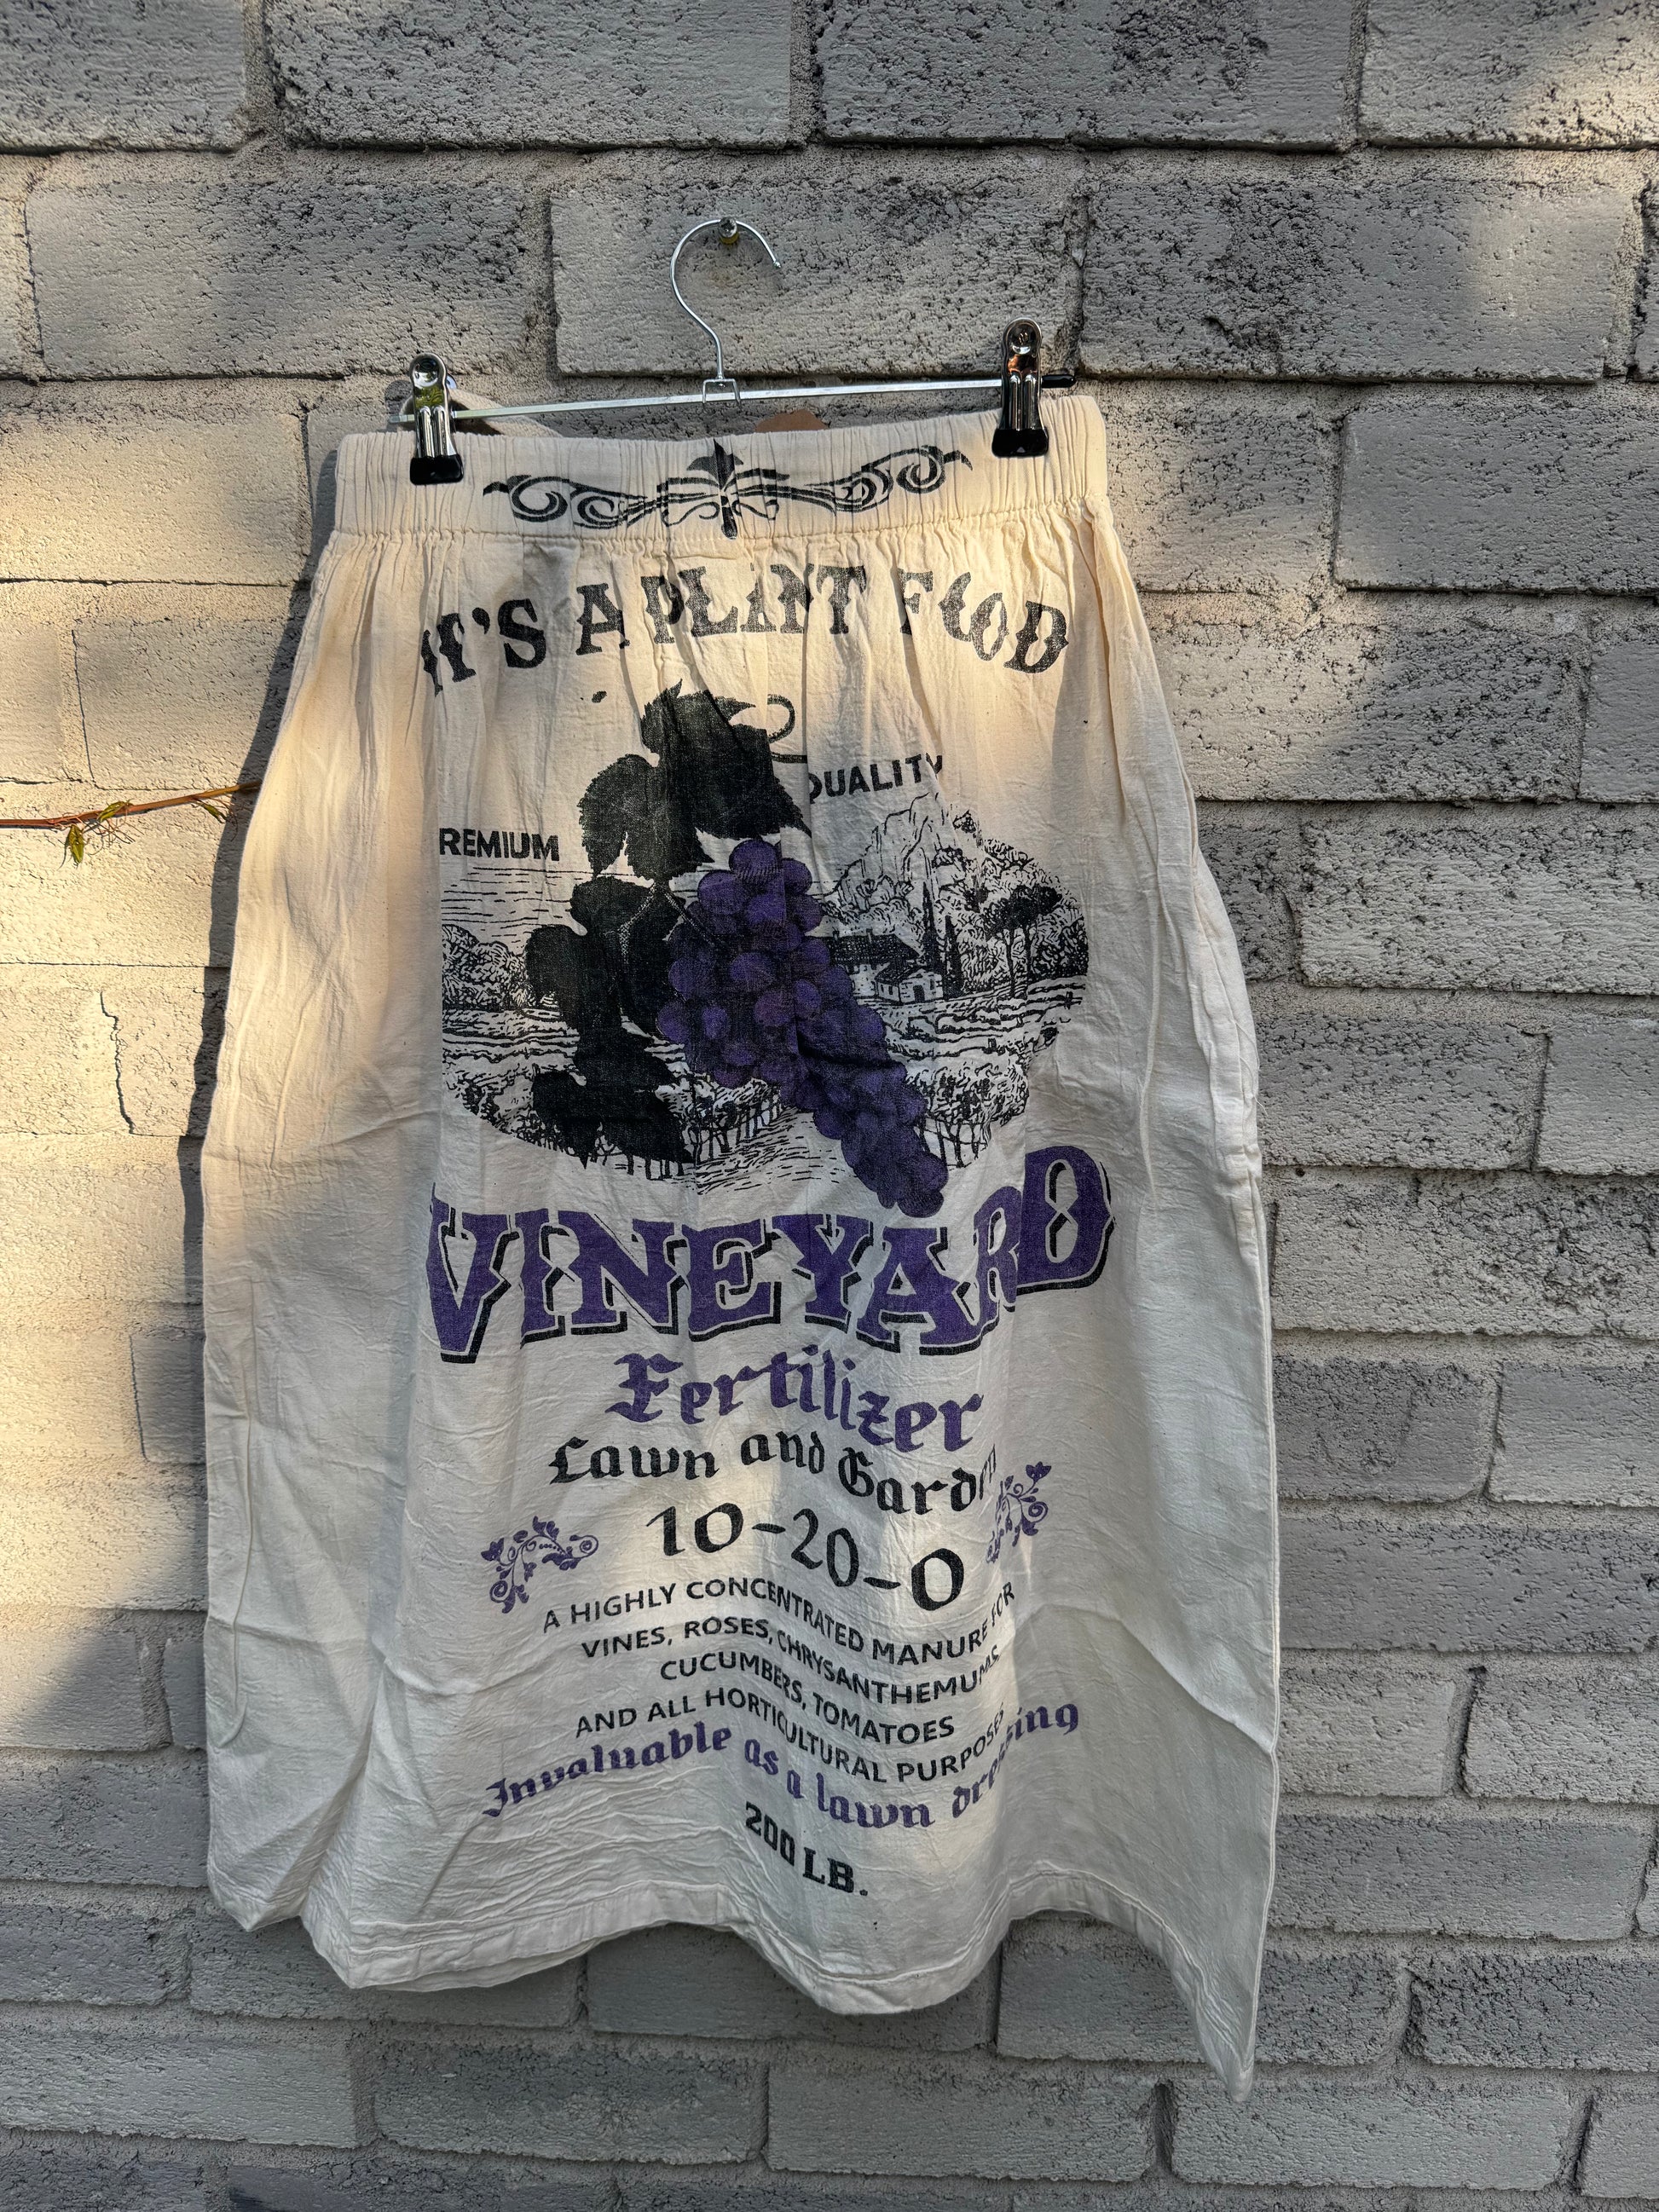 IT'S A PLANT FOOD
QUALITY
REMIUM
VINEYARD
Fertilizer
Lawn and Garden
10-20-0
A HIGHLY CONCENTRATED MANURE FOR
VINES, ROSES, CHRYSANTHEMUMS
CUCUMBERS, TOMATOES
AND ALL HORTICULTURAL PURPOSES
Invaluable as a lawn dressing
200 LB.